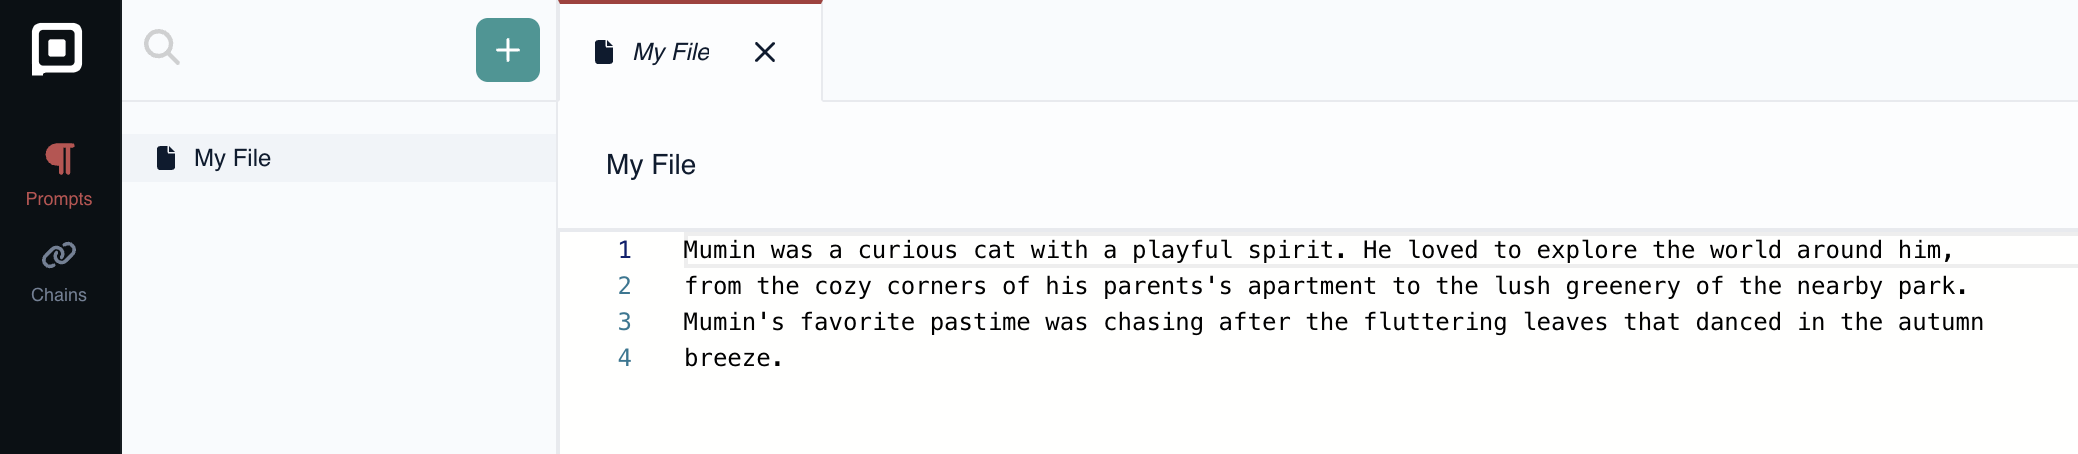 My File
My File
Prompts
My File
Chains
1 Mumin was a curious cat with a playful spirit. He loved to explore the world around him,
2 from the cozy corners of his parents's apartment to the lush greenery of the nearby park.
3 Mumin's favorite pastime was chasing after the fluttering leaves that danced in the autumn
4 breeze.